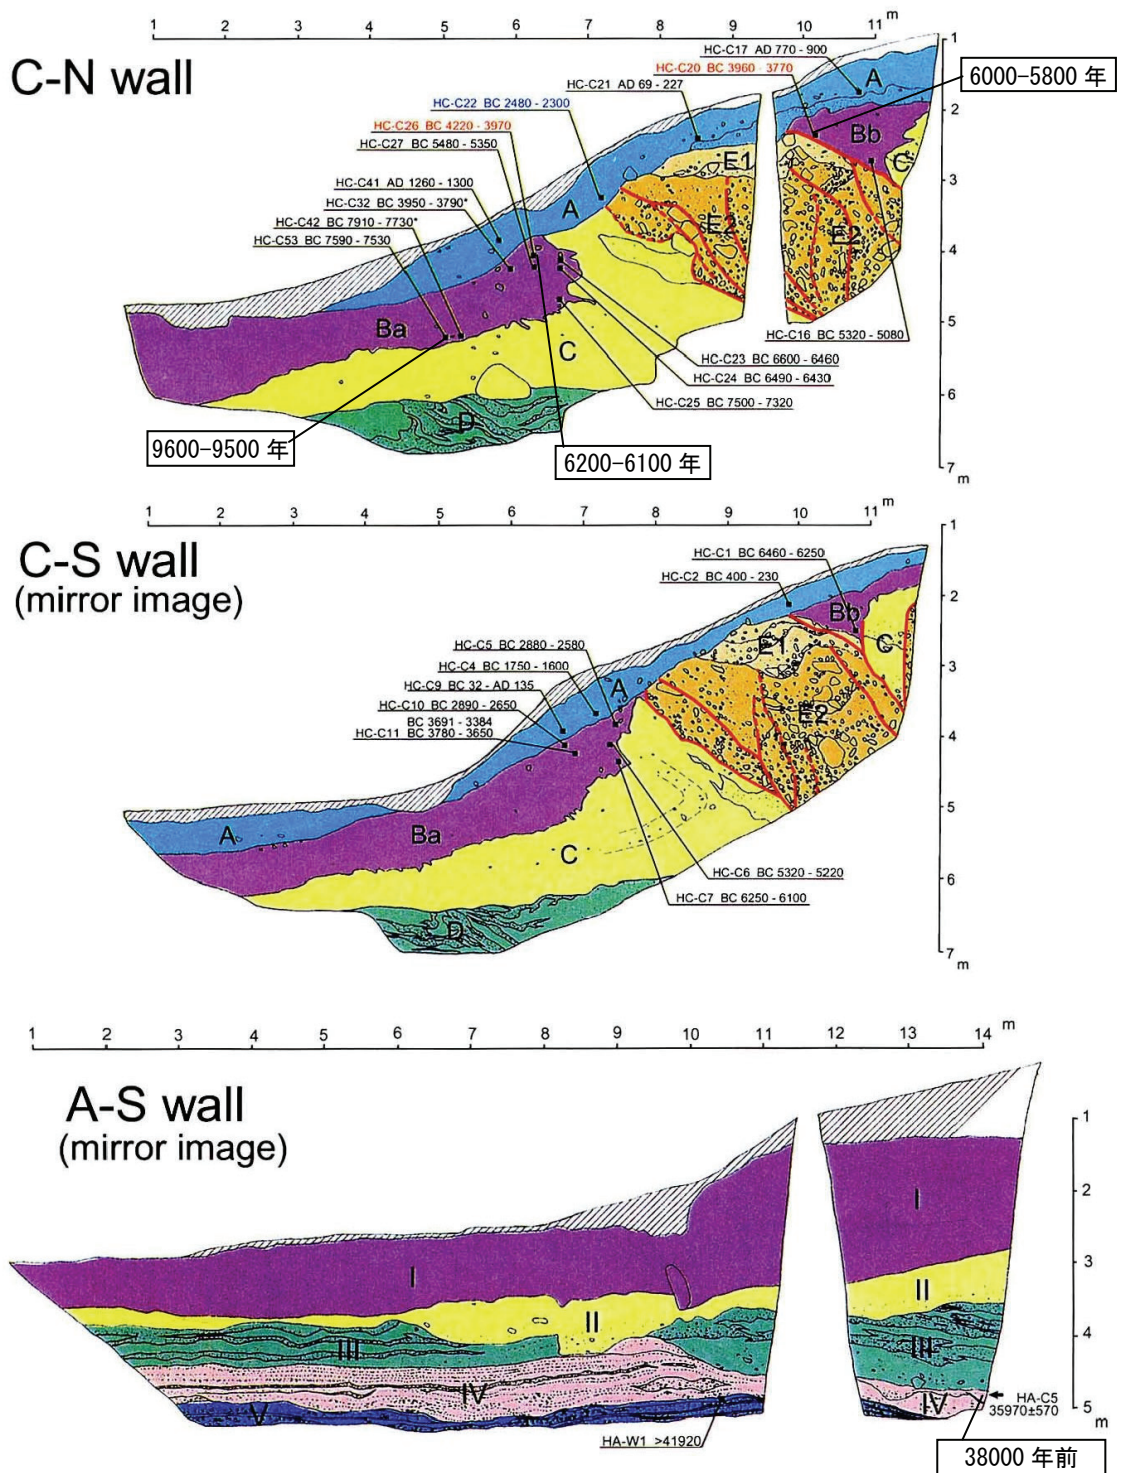 1 2 3 4 5 6 7 8 9 10 11 m
C-N wall
HC-C17 AD 770 - 900
HC-C20 BC 3960 - 3770
6000-5800 年
HC-C21 AD 69 - 227
HC-C22 BC 2480 - 2300
HC-C26 BC 4220 - 3970
HC-C27 BC 5480 - 5350
HC-C41 AD 1260 - 1300
HC-C32 BC 3950 - 3790*
HC-C42 BC 7910 - 7730*
HC-C53 BC 7590 - 7530
A
Bb
C
E1
A
E2
E2
Ba
C
D
HC-C16 BC 5320 - 5080
HC-C23 BC 6600 - 6460
HC-C24 BC 6490 - 6430
HC-C25 BC 7500 - 7320
9600-9500 年
6200-6100 年
1
2
3
4
5
6
7 m
1 2 3 4 5 6 7 8 9 10 11 m
C-S wall
(mirror image)
HC-C1 BC 6460 - 6250
HC-C2 BC 400 - 230
HC-C5 BC 2880 - 2580
HC-C4 BC 1750 - 1600
HC-C9 BC 32 - AD 135
HC-C10 BC 2890 - 2650
BC 3691 - 3384
HC-C11 BC 3780 - 3650
Bb
E1
C
A
E2
A
Ba
C
D
HC-C6 BC 5320 - 5220
HC-C7 BC 6250 - 6100
1
2
3
4
5
6
7
m
1 2 3 4 5 6 7 8 9 10 11 12 13 14 m
A-S wall
(mirror image)
I
I
II
II
III
III
IV
IV
V
HA-C5
35970±570
HA-W1 >41920
1
2
3
4
5
m
38000 年前